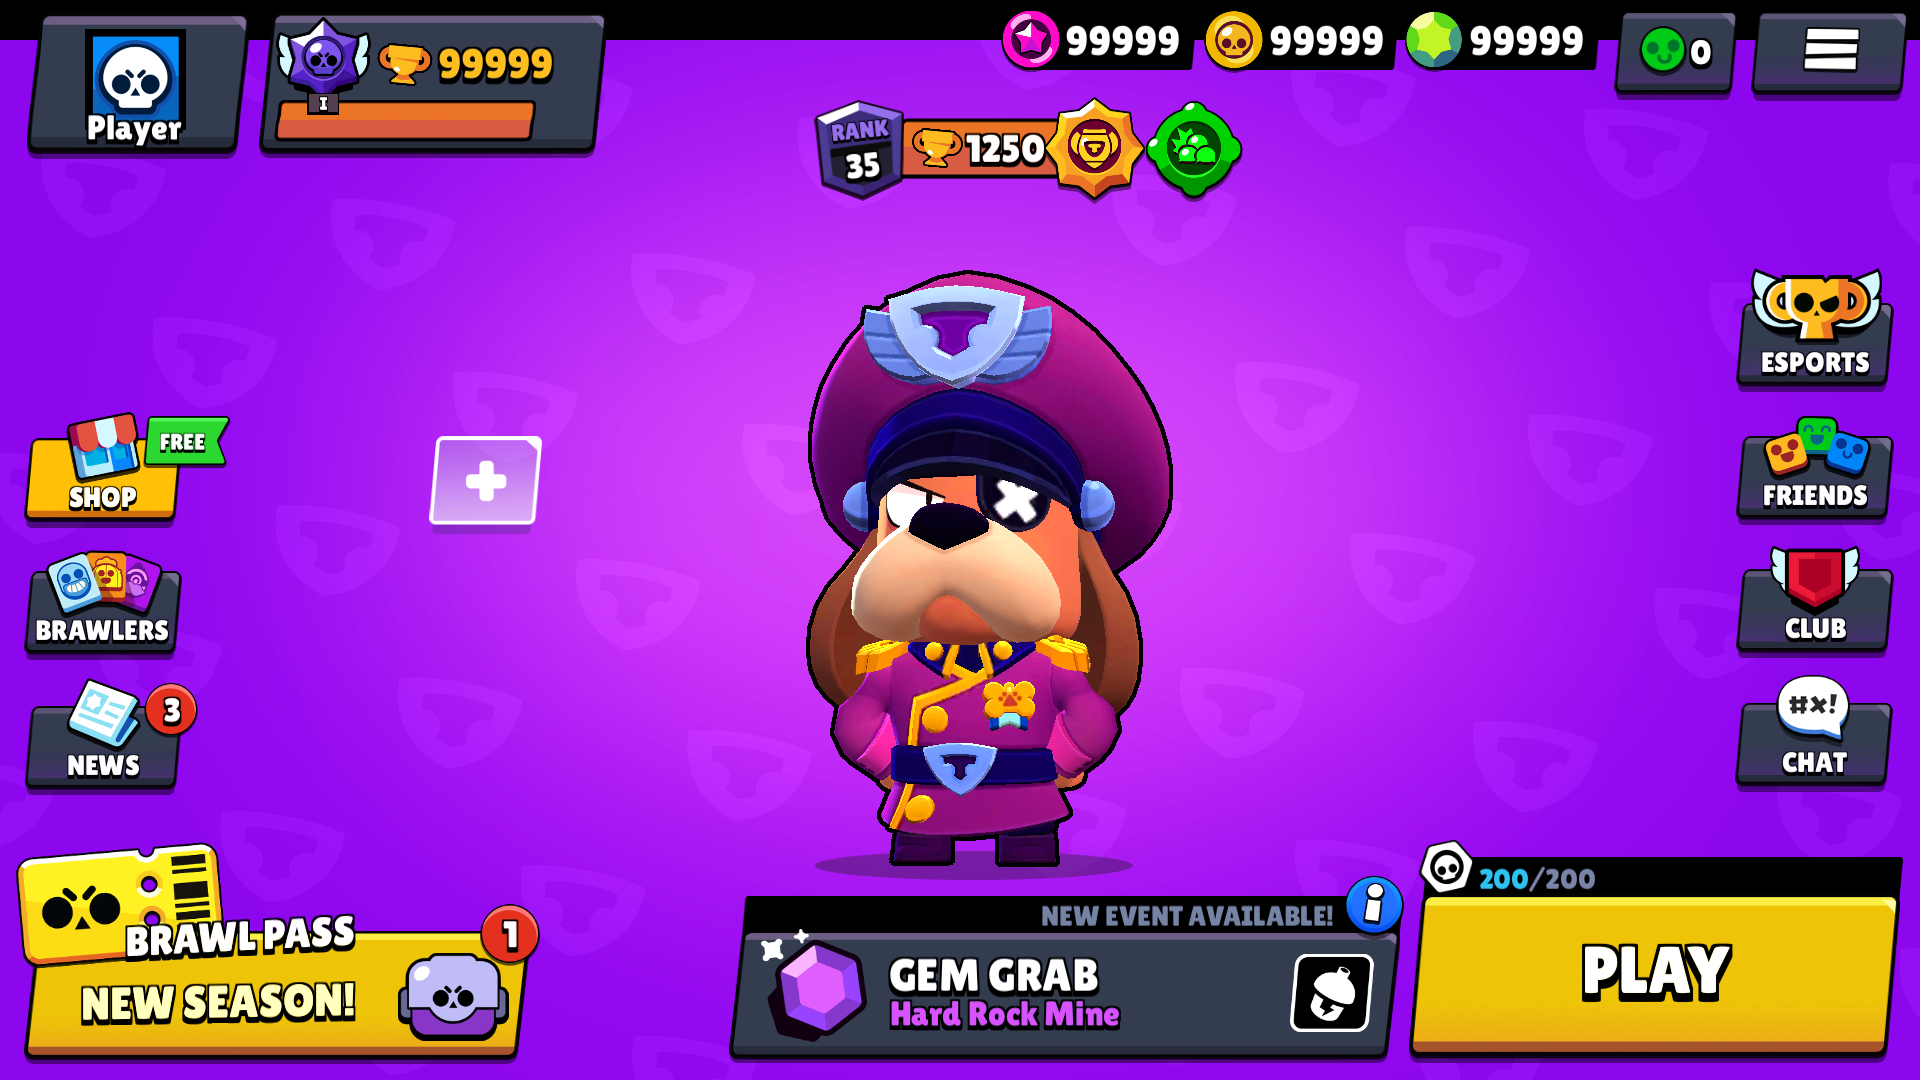 Player
I
99999
99999
99999
99999
0
RANK
35
1250
ESPORTS
FREE
SHOP
FRIENDS
BRAWLERS
CLUB
3
NEWS
#x!
CHAT
BRAWL PASS
1
NEW SEASON!
NEW EVENT AVAILABLE!
i
GEM GRAB
Hard Rock Mine
200/200
PLAY